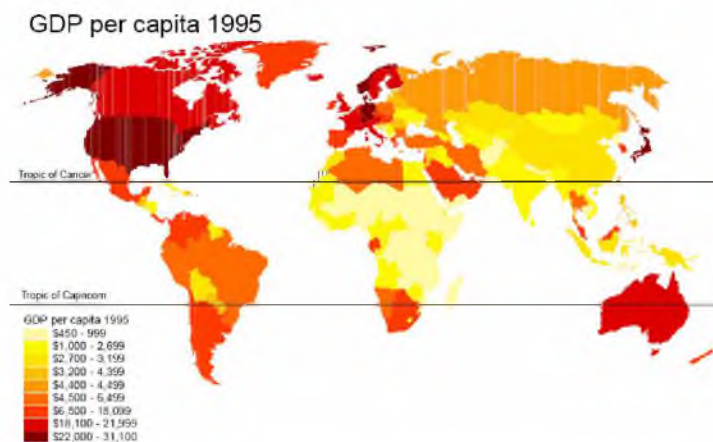 GDP per capita 1995
Tropic of Cancer
Tropic of Capricorn
GDP per capita 1995
$450 - 999
$1,000 - 2,699
$2,700 - 3,199
$3,200 - 4,399
$4,400 - 4,499
$4,500 - 6,499
$6,500 - 18,099
$18,100 - 21,999
$22,000 - 31,100